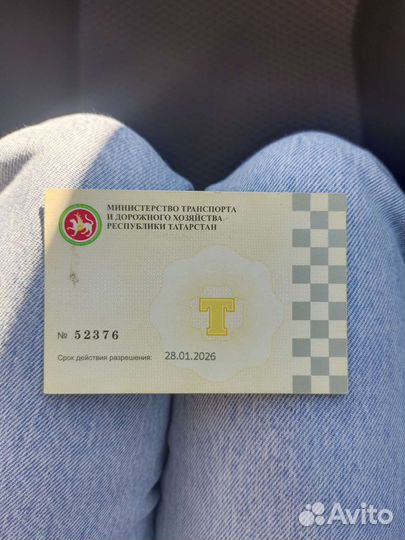 МИНИСТЕРСТВО ТРАНСПОРТА
И ДОРОЖНОГО ХОЗЯЙСТВА
РЕСПУБЛИКИ ТАТАРСТАН
Т
№ 52376
Срок действия разрешения: 28.01.2026
Avito